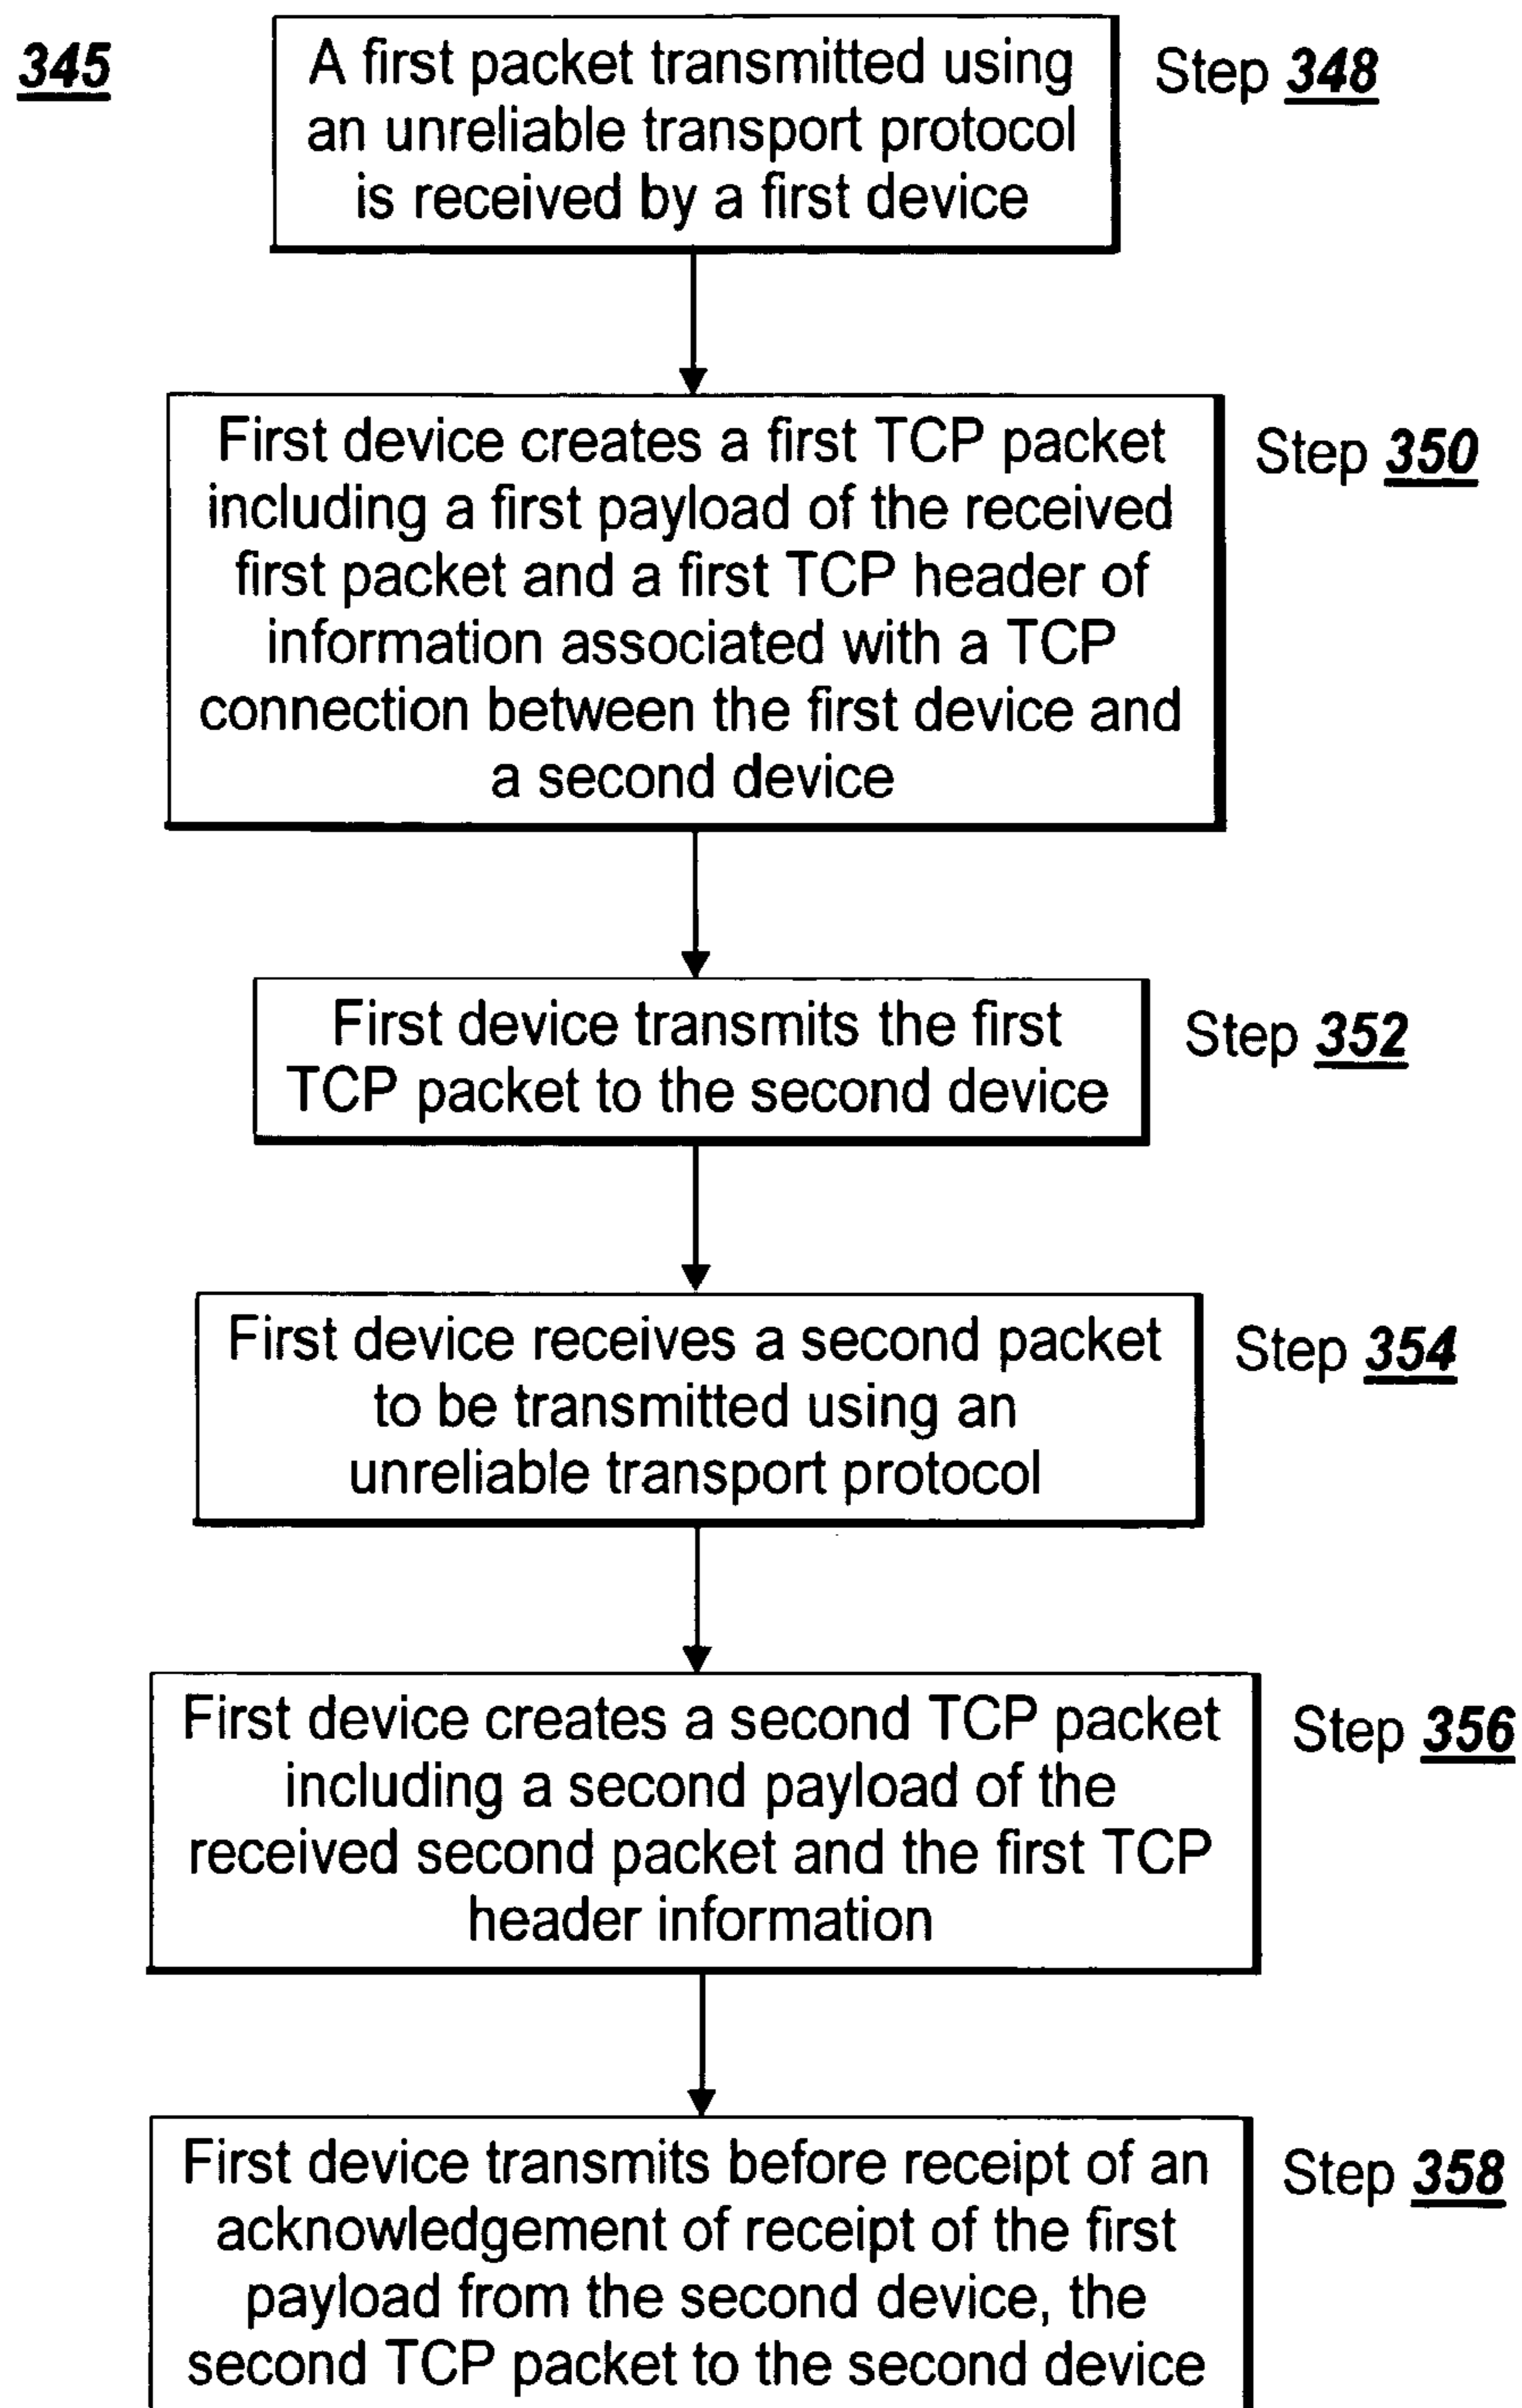 345
A first packet transmitted using
an unreliable transport protocol
is received by a first device
Step 348
First device creates a first TCP packet
including a first payload of the received
first packet and a first TCP header of
information associated with a TCP
connection between the first device and
a second device
Step 350
First device transmits the first
TCP packet to the second device
Step 352
First device receives a second packet
to be transmitted using an
unreliable transport protocol
Step 354
First device creates a second TCP packet
including a second payload of the
received second packet and the first TCP
header information
Step 356
First device transmits before receipt of an
acknowledgement of receipt of the first
payload from the second device, the
second TCP packet to the second device
Step 358